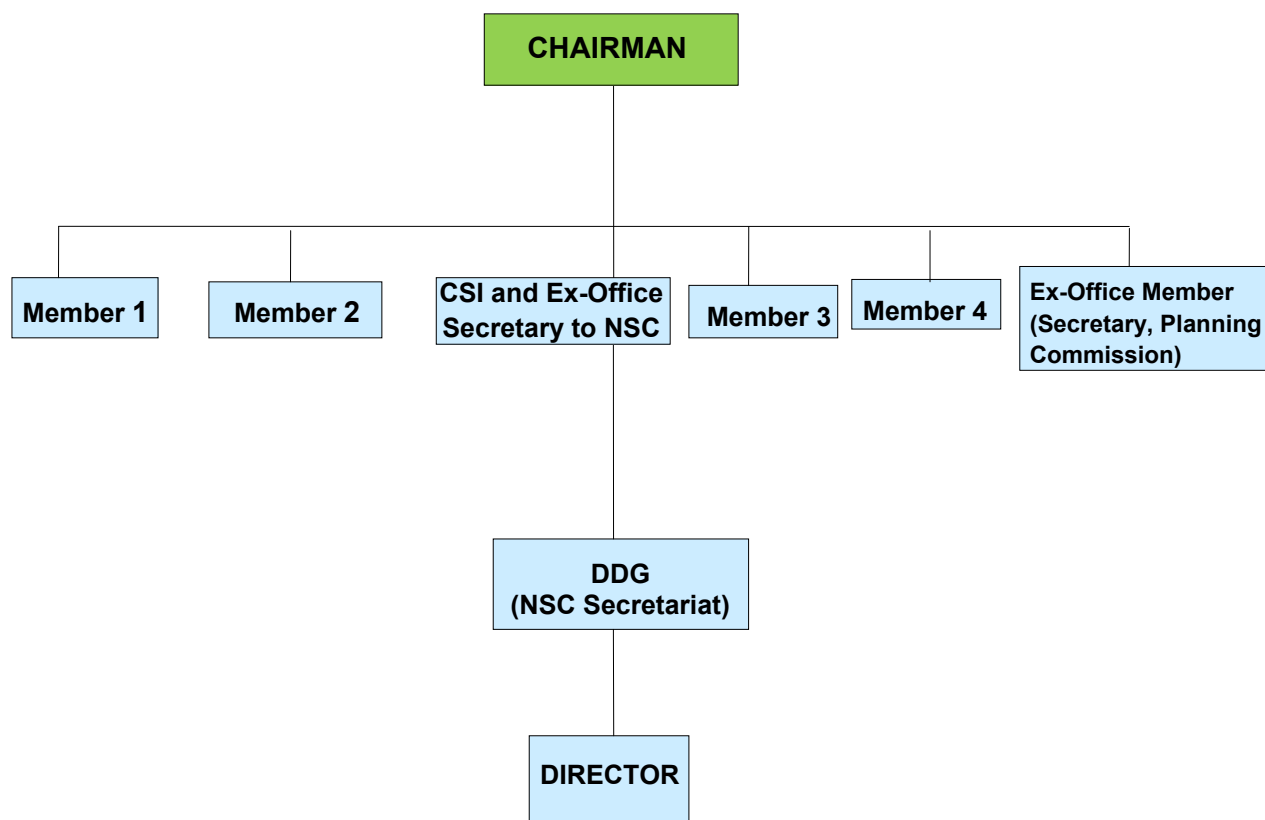 CHAIRMAN
Member 1
Member 2
CSI and Ex-Office
Secretary to NSC
Member 3
Member 4
Ex-Office Member
(Secretary, Planning
Commission)
DDG
(NSC Secretariat)
DIRECTOR